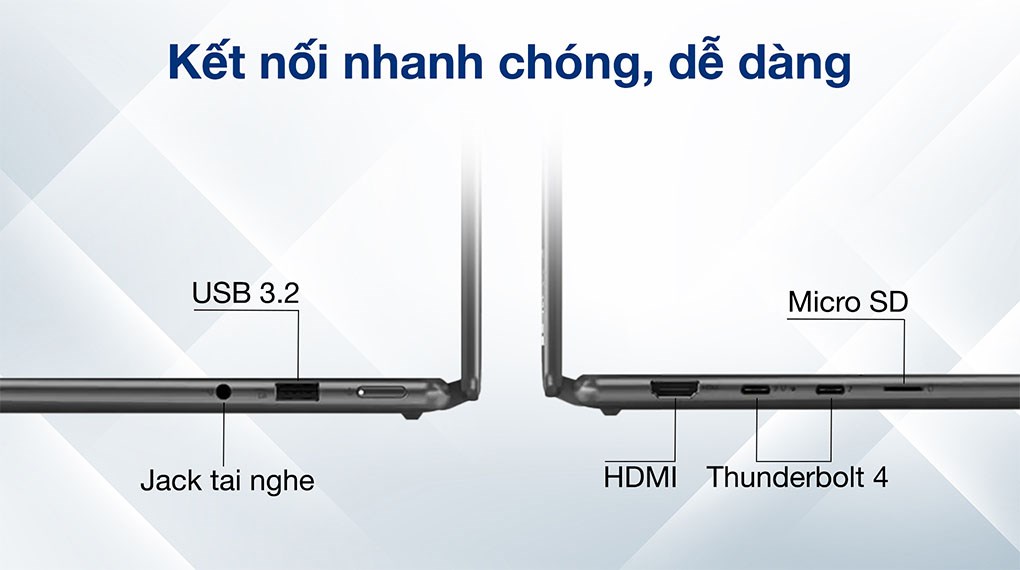 Kết nối nhanh chóng, dễ dàng
USB 3.2
Micro SD
Jack tai nghe
HDMI
Thunderbolt 4